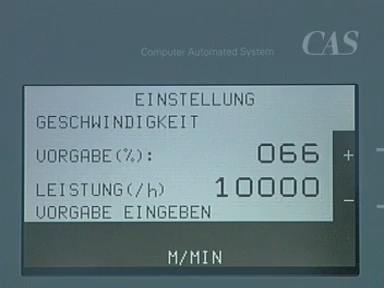 CAS
Computer Automated System
EINSTELLUNG
GESCHWINDIGKEIT
VORGABE(%): 066 +
LEISTUNG(/h) 10000
VORGABE EINGEBEN −
M/MIN